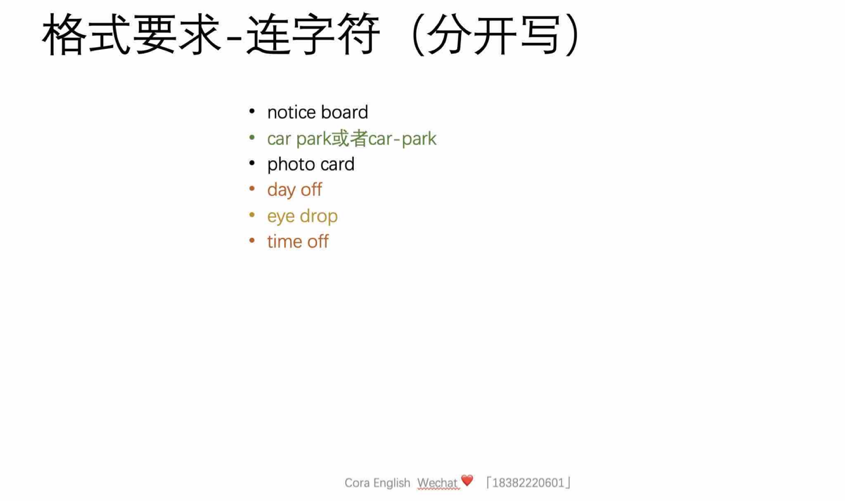 格式要求-连字符（分开写）
• notice board
• car park或者car-park
• photo card
• day off
• eye drop
• time off
Cora English Wechat❤️「18382220601」